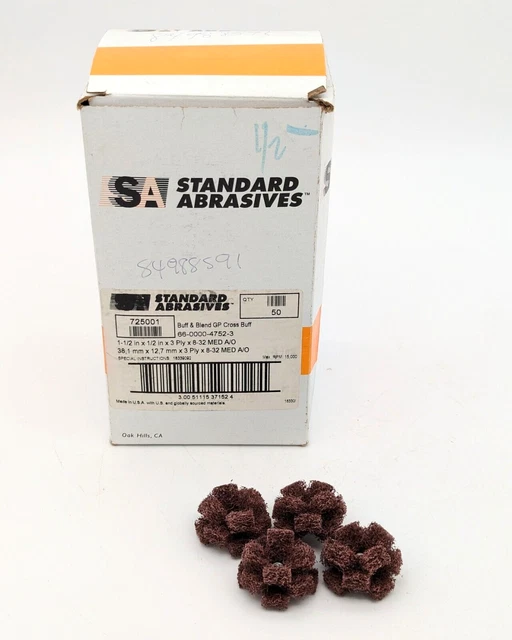 SA STANDARD
ABRASIVES™
1/2
84988591
STANDARD
ABRASIVES™
QTY
50
725001
Buff & Blend GP Cross Buff
66-0000-4752-3
1-1/2 in x 1/2 in x 3 Ply x 8-32 MED A/O
38,1 mm x 12,7 mm x 3 Ply x 8-32 MED A/O
SPECIAL INSTRUCTIONS:
Max. RPM: 15,000
3 00 51115 37152 4
Made in U.S.A. with U.S. and globally sourced materials.
Oak Hills, CA